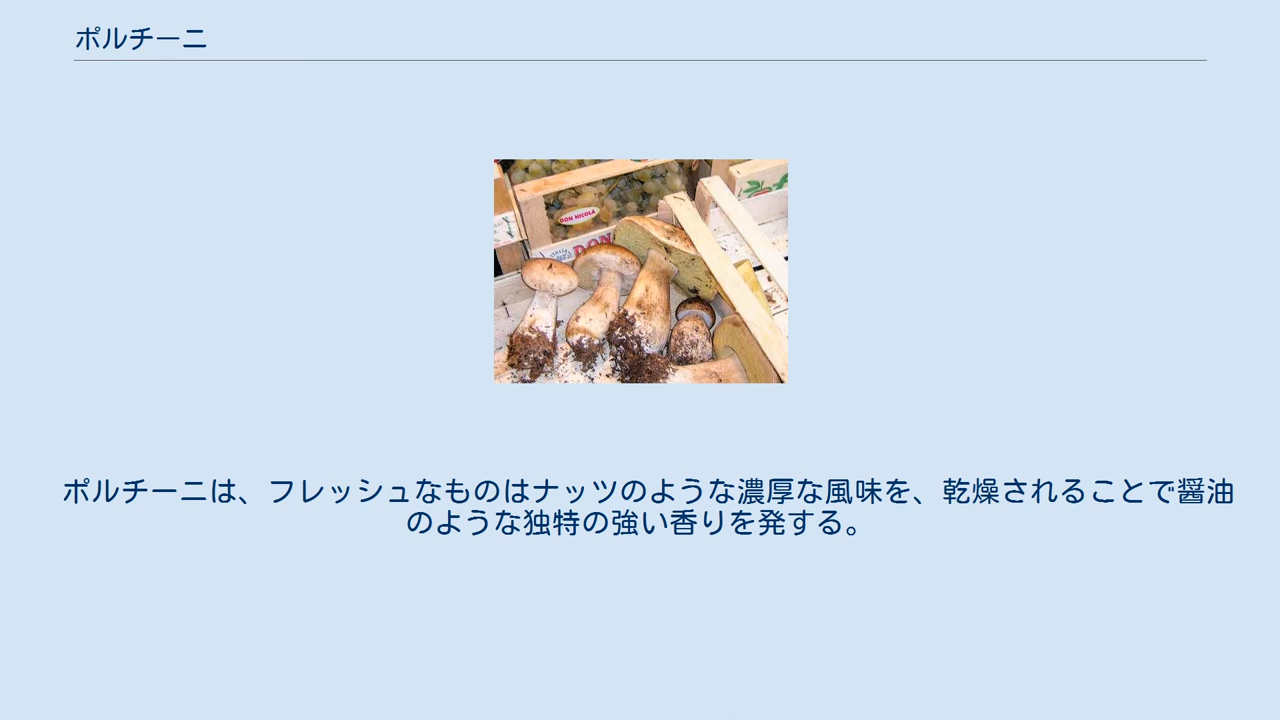 ポルチーニ
DON NICOLA
DON
ポルチーニは、フレッシュなものはナッツのような濃厚な風味を、乾燥されることで醤油
のような独特の強い香りを発する。